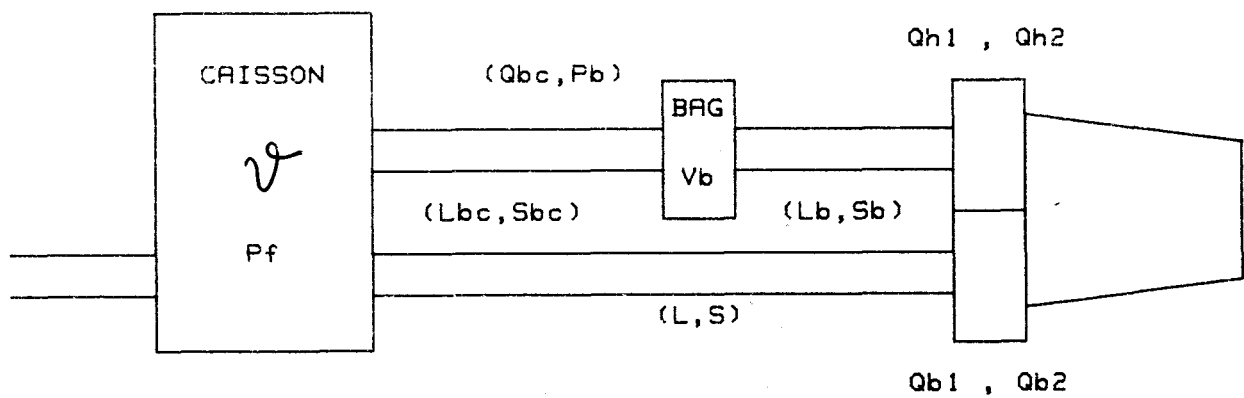 Qh1 , Qh2
CAISSON
(Qbc,Pb)
BAG
Vb
(Lbc,Sbc)
(Lb,Sb)
Pf
(L,S)
Qb1 , Qb2